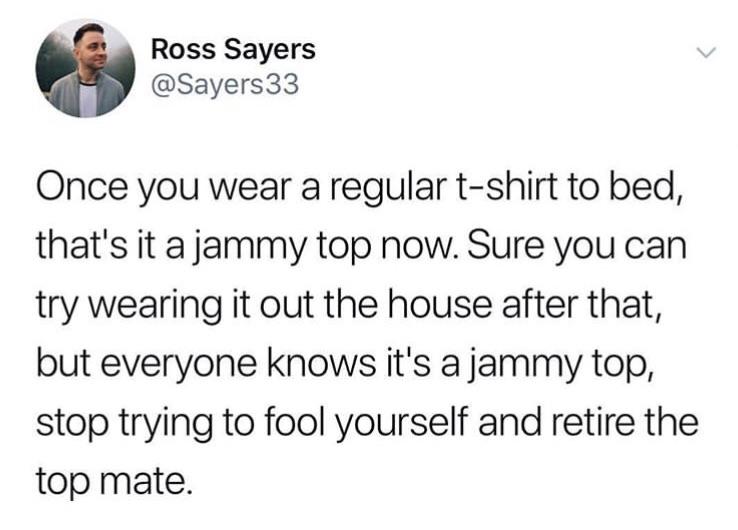 Ross Sayers
@Sayers33
Once you wear a regular t-shirt to bed,
that's it a jammy top now. Sure you can
try wearing it out the house after that,
but everyone knows it's a jammy top,
stop trying to fool yourself and retire the
top mate.